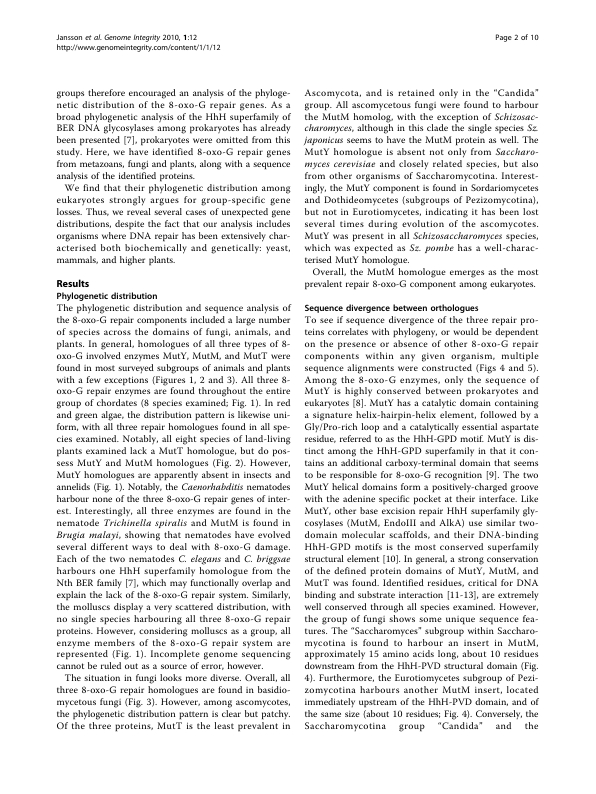 Jansson et al. Genome Integrity 2010, 1:12
http://www.genomeintegrity.com/content/1/1/12
Page 2 of 10
groups therefore encouraged an analysis of the phyloge-
netic distribution of the 8-oxo-G repair genes. As a
broad phylogenetic analysis of the HhH superfamily of
BER DNA glycosylases among prokaryotes has already
been presented [7], prokaryotes were omitted from this
study. Here, we have identified 8-oxo-G repair genes
from metazoans, fungi and plants, along with a sequence
analysis of the identified proteins.
We find that their phylogenetic distribution among
eukaryotes strongly argues for group-specific gene
losses. Thus, we reveal several cases of unexpected gene
distributions, despite the fact that our analysis includes
organisms where DNA repair has been extensively char-
acterised both biochemically and genetically: yeast,
mammals, and higher plants.
Results
Phylogenetic distribution
The phylogenetic distribution and sequence analysis of
the 8-oxo-G repair components included a large number
of species across the domains of fungi, animals, and
plants. In general, homologues of all three types of 8-
oxo-G involved enzymes MutY, MutM, and MutT were
found in most surveyed subgroups of animals and plants
with a few exceptions (Figures 1, 2 and 3). All three 8-
oxo-G repair enzymes are found throughout the entire
group of chordates (8 species examined; Fig. 1). In red
and green algae, the distribution pattern is likewise uni-
form, with all three repair homologues found in all spe-
cies examined. Notably, all eight species of land-living
plants examined lack a MutT homologue, but do pos-
sess MutY and MutM homologues (Fig. 2). However,
MutY homologues are apparently absent in insects and
annelids (Fig. 1). Notably, the Caenorhabditis nematodes
harbour none of the three 8-oxo-G repair genes of inter-
est. Interestingly, all three enzymes are found in the
nematode Trichinella spiralis and MutM is found in
Brugia malayi, showing that nematodes have evolved
several different ways to deal with 8-oxo-G damage.
Each of the two nematodes C. elegans and C. briggsae
harbours one HhH superfamily homologue from the
Nth BER family [7], which may functionally overlap and
explain the lack of the 8-oxo-G repair system. Similarly,
the molluscs display a very scattered distribution, with
no single species harbouring all three 8-oxo-G repair
proteins. However, considering molluscs as a group, all
enzyme members of the 8-oxo-G repair system are
represented (Fig. 1). Incomplete genome sequencing
cannot be ruled out as a source of error, however.
The situation in fungi looks more diverse. Overall, all
three 8-oxo-G repair homologues are found in basidio-
mycetous fungi (Fig. 3). However, among ascomycetes,
the phylogenetic distribution pattern is clear but patchy.
Of the three proteins, MutT is the least prevalent in
Ascomycota, and is retained only in the “Candida”
group. All ascomycetous fungi were found to harbour
the MutM homolog, with the exception of Schizosac-
charomyces, although in this clade the single species Sz.
japonicus seems to have the MutM protein as well. The
MutY homologue is absent not only from Saccharo-
myces cerevisiae and closely related species, but also
from other organisms of Saccharomycotina. Interest-
ingly, the MutY component is found in Sordariomycetes
and Dothideomycetes (subgroups of Pezizomycotina),
but not in Eurotiomycetes, indicating it has been lost
several times during evolution of the ascomycotes.
MutY was present in all Schizosaccharomyces species,
which was expected as Sz. pombe has a well-charac-
terised MutY homologue.
Overall, the MutM homologue emerges as the most
prevalent repair 8-oxo-G component among eukaryotes.
Sequence divergence between orthologues
To see if sequence divergence of the three repair pro-
teins correlates with phylogeny, or would be dependent
on the presence or absence of other 8-oxo-G repair
components within any given organism, multiple
sequence alignments were constructed (Figs 4 and 5).
Among the 8-oxo-G enzymes, only the sequence of
MutY is highly conserved between prokaryotes and
eukaryotes [8]. MutY has a catalytic domain containing
a signature helix-hairpin-helix element, followed by a
Gly/Pro-rich loop and a catalytically essential aspartate
residue, referred to as the HhH-GPD motif. MutY is dis-
tinct among the HhH-GPD superfamily in that it con-
tains an additional carboxy-terminal domain that seems
to be responsible for 8-oxo-G recognition [9]. The two
MutY helical domains form a positively-charged groove
with the adenine specific pocket at their interface. Like
MutY, other base excision repair HhH superfamily gly-
cosylases (MutM, EndoIII and AlkA) use similar two-
domain molecular scaffolds, and their DNA-binding
HhH-GPD motifs is the most conserved superfamily
structural element [10]. In general, a strong conservation
of the defined protein domains of MutY, MutM, and
MutT was found. Identified residues, critical for DNA
binding and substrate interaction [11-13], are extremely
well conserved through all species examined. However,
the group of fungi shows some unique sequence fea-
tures. The “Saccharomyces” subgroup within Saccharo-
mycotina is found to harbour an insert in MutM,
approximately 15 amino acids long, about 10 residues
downstream from the HhH-PVD structural domain (Fig.
4). Furthermore, the Eurotiomycetes subgroup of Pezi-
zomycotina harbours another MutM insert, located
immediately upstream of the HhH-PVD domain, and of
the same size (about 10 residues; Fig. 4). Conversely, the
Saccharomycotina group “Candida” and the